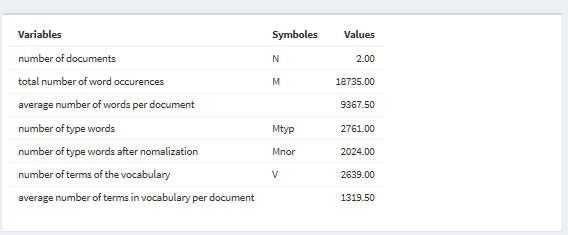 Variables Symboles Values
number of documents N 2.00
total number of word occurences M 18735.00
average number of words per document 9367.50
number of type words Mtyp 2761.00
number of type words after nomalization Mnor 2024.00
number of terms of the vocabulary V 2639.00
average number of terms in vocabulary per document 1319.50